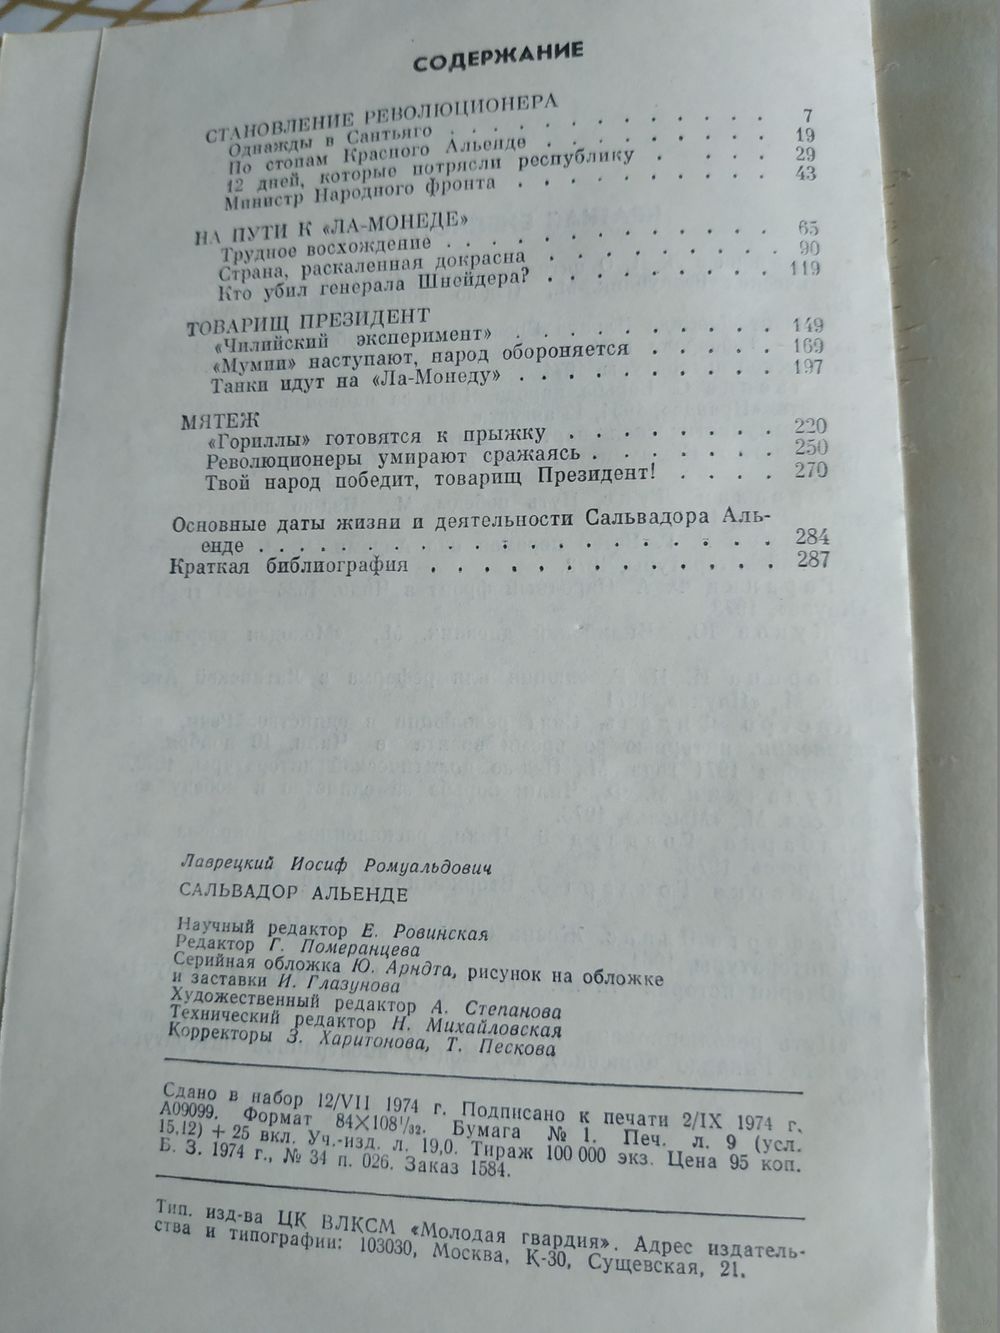 СОДЕРЖАНИЕ
СТАНОВЛЕНИЕ РЕВОЛЮЦИОНЕРА
Однажды в Сантьяго . . . . . . . . . . . . . 7
По стопам Красного Альенде . . . . . . . . . 19
12 дней, которые потрясли республику . . . . 29
Министр Народного фронта . . . . . . . . . . 43
НА ПУТИ К «ЛА-МОНЕДЕ»
Трудное восхождение . . . . . . . . . . . . . 65
Страна, раскаленная докрасна . . . . . . . . 90
Кто убил генерала Шнейдера? . . . . . . . . . 119
ТОВАРИЩ ПРЕЗИДЕНТ
«Чилийский эксперимент» . . . . . . . . . . 149
«Мумии» наступают, народ обороняется . . . . . 169
Танки идут на «Ла-Монеду» . . . . . . . . . . 197
МЯТЕЖ
«Гориллы» готовятся к прыжку . . . . . . . . 220
Революционеры умирают сражаясь . . . . . . . 250
Твой народ победит, товарищ Президент! . . . . 270
Основные даты жизни и деятельности Сальвадора Аль-
енде . . . . . . . . . . . . . . . . . . . 284
Краткая библиография . . . . . . . . . . . . . 287
Лаврецкий Иосиф Ромуальдович
САЛЬВАДОР АЛЬЕНДЕ
Научный редактор Е. Ровинская
Редактор Г. Померанцева
Серийная обложка Ю. Арндта, рисунок на обложке
и заставки И. Глазунова
Художественный редактор А. Степанова
Технический редактор Н. Михайловская
Корректоры З. Харитонова, Т. Пескова
Сдано в набор 12/VII 1974 г. Подписано к печати 2/IX 1974 г.
А09099. Формат 84×108¹/₃₂. Бумага № 1. Печ. л. 9 (усл.
15,12) + 25 вкл. Уч.-изд. л. 19,0. Тираж 100 000 экз. Цена 95 коп.
Б. З. 1974 г., № 34 п. 026. Заказ 1584.
Тип. изд-ва ЦК ВЛКСМ «Молодая гвардия». Адрес издатель-
ства и типографии: 103030, Москва, К-30, Сущевская, 21.